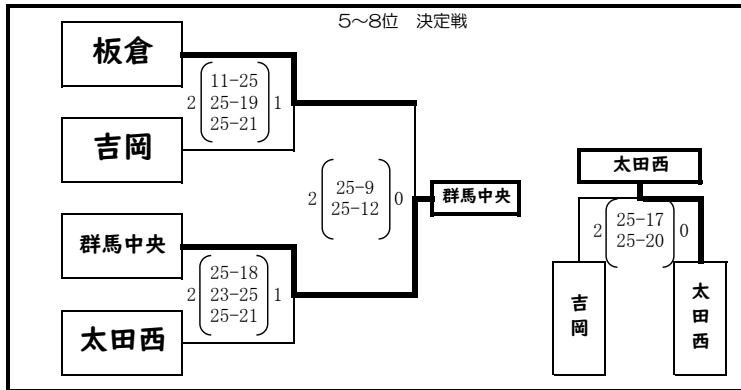 5〜8位 決定戦
板倉
2 11-25 1
25-19
25-21
吉岡
2 25-9 0
25-12
群馬中央
群馬中央
2 25-18 1
23-25
25-21
太田西
太田西
2 25-17 0
25-20
吉岡
太田西